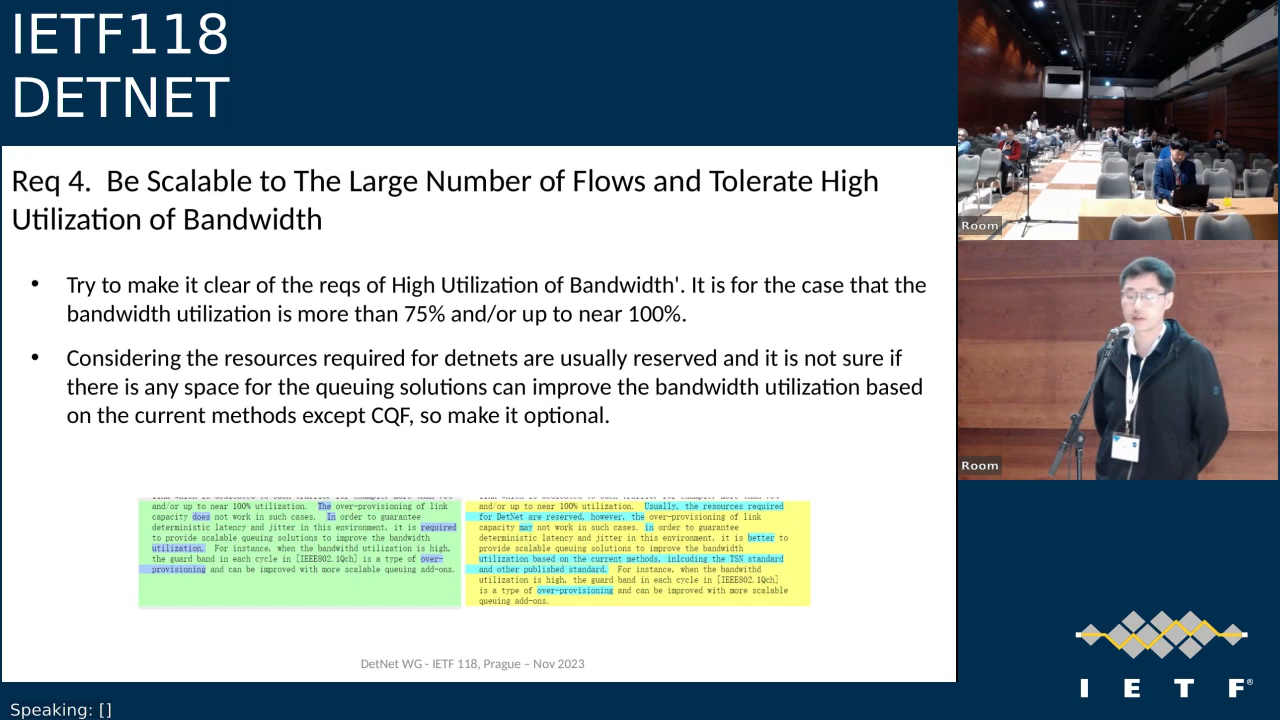 IETF118
DETNET
Req 4.  Be Scalable to The Large Number of Flows and Tolerate High
Utilization of Bandwidth
• Try to make it clear of the reqs of High Utilization of Bandwidth'. It is for the case that the
bandwidth utilization is more than 75% and/or up to near 100%.
• Considering the resources required for detnets are usually reserved and it is not sure if
there is any space for the queuing solutions can improve the bandwidth utilization based
on the current methods except CQF, so make it optional.
and/or up to near 100% utilization.  The over-provisioning of link
capacity does not work in such cases.  In order to guarantee
deterministic latency and jitter in this environment, it is required
to provide scalable queuing solutions to improve the bandwidth
utilization.  For instance, when the bandwithd utilization is high,
the guard band in each cycle in [IEEE802.1Qch] is a type of over-
provisioning and can be improved with more scalable queuing add-ons.
and/or up to near 100% utilization.  Usually, the resources required
for DetNet are reserved, however, the over-provisioning of link
capacity may not work in such cases.  in order to guarantee
deterministic latency and jitter in this environment, it is better to
provide scalable queuing solutions to improve the bandwidth
utilization based on the current methods, inlcuding the TSN standard
and other published standard.  For instance, when the bandwithd
utilization is high, the guard band in each cycle in [IEEE802.1Qch]
is a type of over-provisioning and can be improved with more scalable
queuing add-ons.
DetNet WG - IETF 118, Prague – Nov 2023
Room
Room
I E T F®
Speaking: []